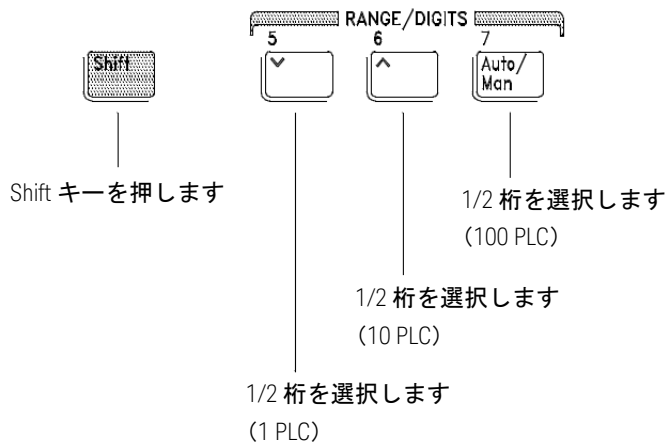 RANGE/DIGITS
5 6 7
Shift
Auto/
Man
Shift キーを押します
1/2 桁を選択します
(100 PLC)
1/2 桁を選択します
(10 PLC)
1/2 桁を選択します
(1 PLC)